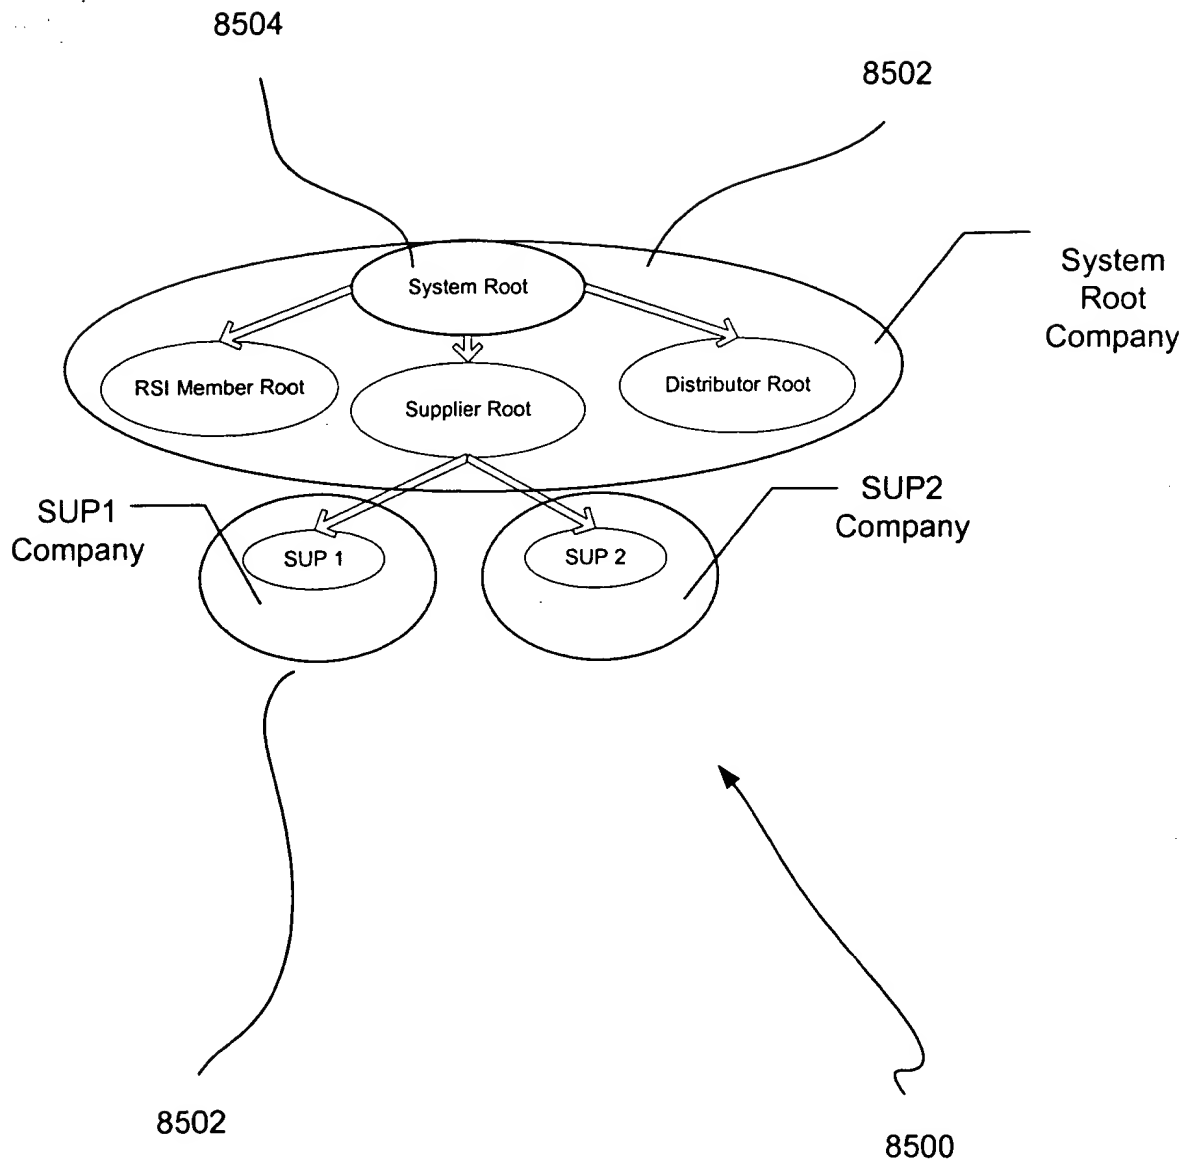 8504
8502
System
Root
Company
System Root
RSI Member Root
Supplier Root
Distributor Root
SUP1
Company
SUP2
Company
SUP 1
SUP 2
8502
8500